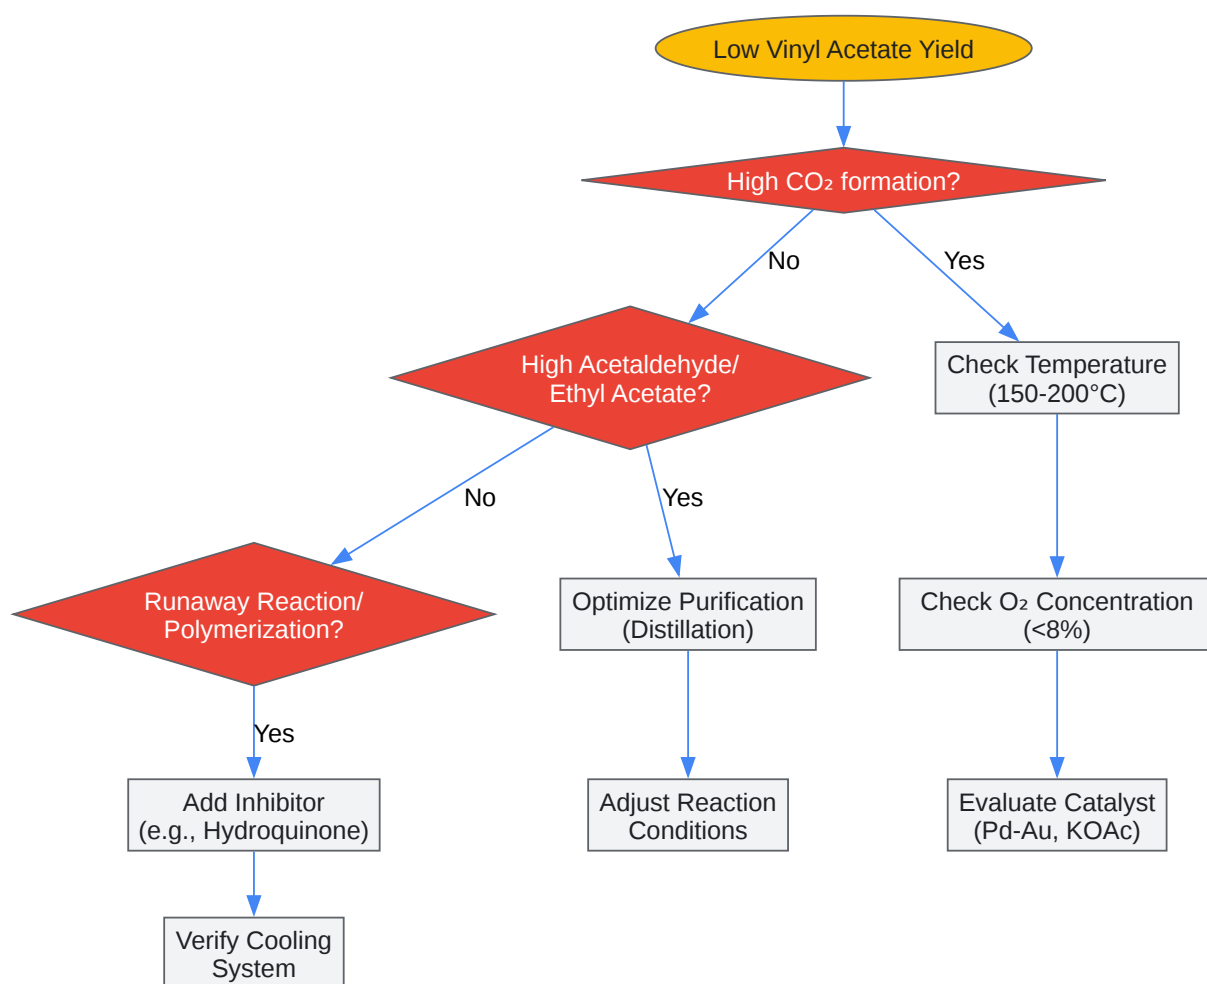 Low Vinyl Acetate Yield
High CO₂ formation?
No
Yes
High Acetaldehyde/
Ethyl Acetate?
Check Temperature
(150-200°C)
No
Yes
Runaway Reaction/
Polymerization?
Optimize Purification
(Distillation)
Check O₂ Concentration
(<8%)
Yes
Add Inhibitor
(e.g., Hydroquinone)
Adjust Reaction
Conditions
Evaluate Catalyst
(Pd-Au, KOAc)
Verify Cooling
System